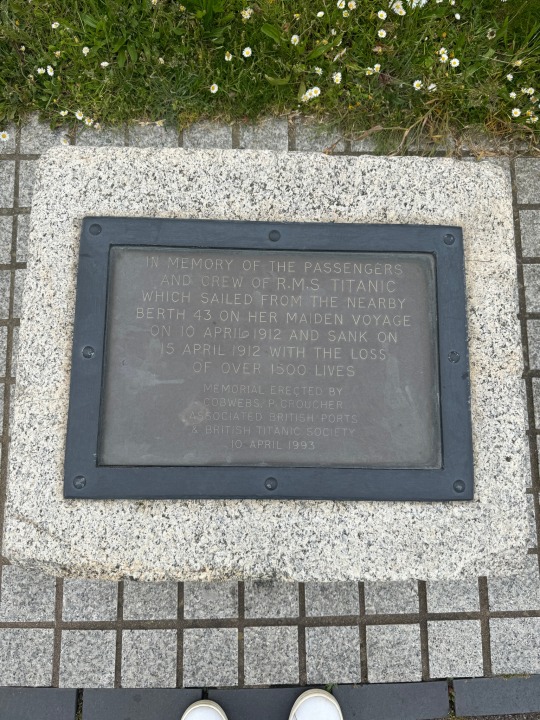 IN MEMORY OF THE PASSENGERS
AND CREW OF R.M.S. TITANIC
WHICH SAILED FROM THE NEARBY
BERTH 43 ON HER MAIDEN VOYAGE
ON 10 APRIL 1912 AND SANK ON
15 APRIL 1912 WITH THE LOSS
OF OVER 1500 LIVES
MEMORIAL ERECTED BY
P. CROUCHER
ASSOCIATED BRITISH PORTS
& BRITISH TITANIC SOCIETY
10 APRIL 1993